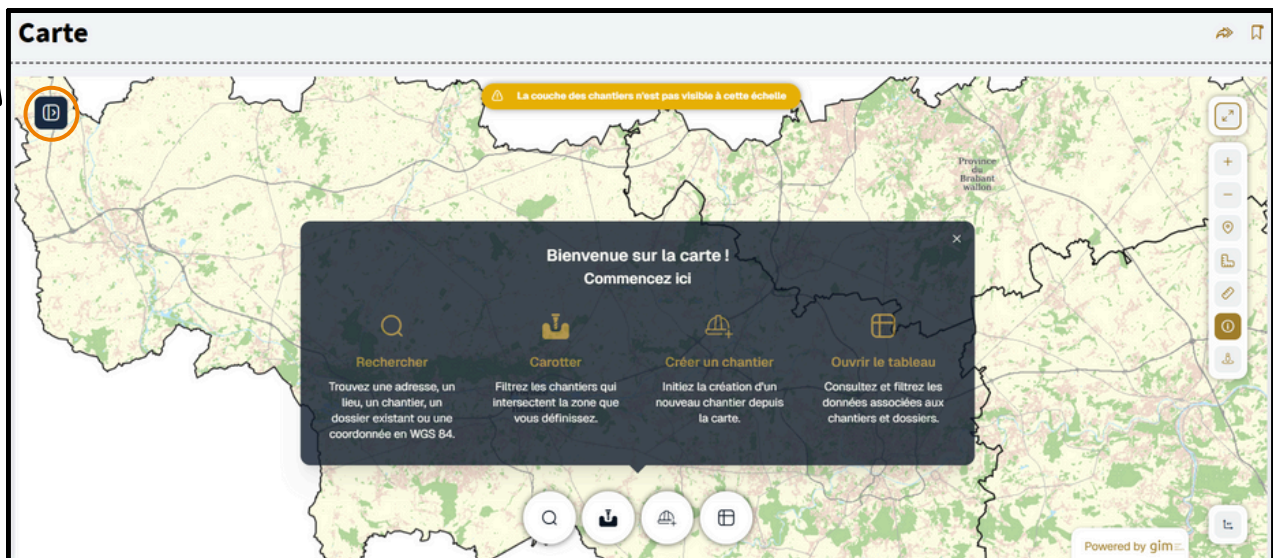 Carte
La couche des chantiers n'est pas visible à cette échelle
Province
du
Brabant
wallon
Bienvenue sur la carte !
Commencez ici
Rechercher
Trouvez une adresse, un
lieu, un chantier, un
dossier existant ou une
coordonnée en WGS 84.
Carotter
Filtrez les chantiers qui
intersectent la zone que
vous définissez.
Créer un chantier
Initiez la création d'un
nouveau chantier depuis
la carte.
Ouvrir le tableau
Consultez et filtrez les
données associées aux
chantiers et dossiers.
Powered by gim